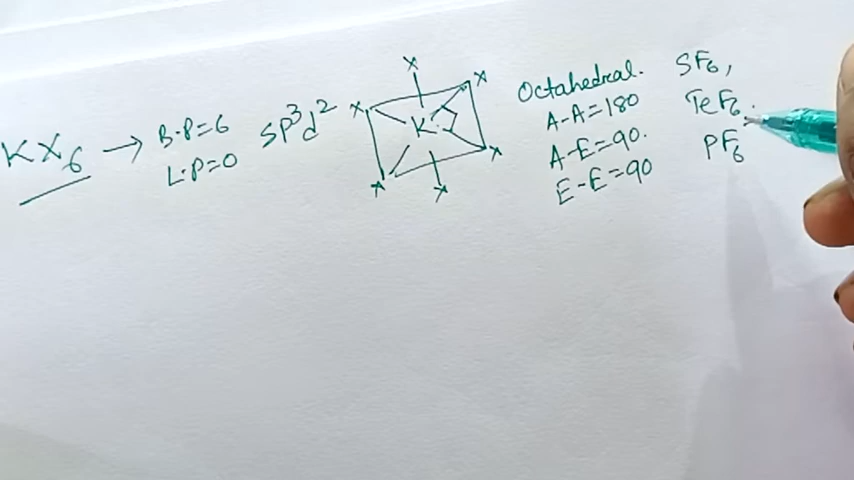 KX6 → B.P=6
L.P=0
sp³d²
X
X
X
K
X
X
X
Octahedral.
A-A=180
A-E=90.
E-E=90
SF6,
TeF6.
PF6